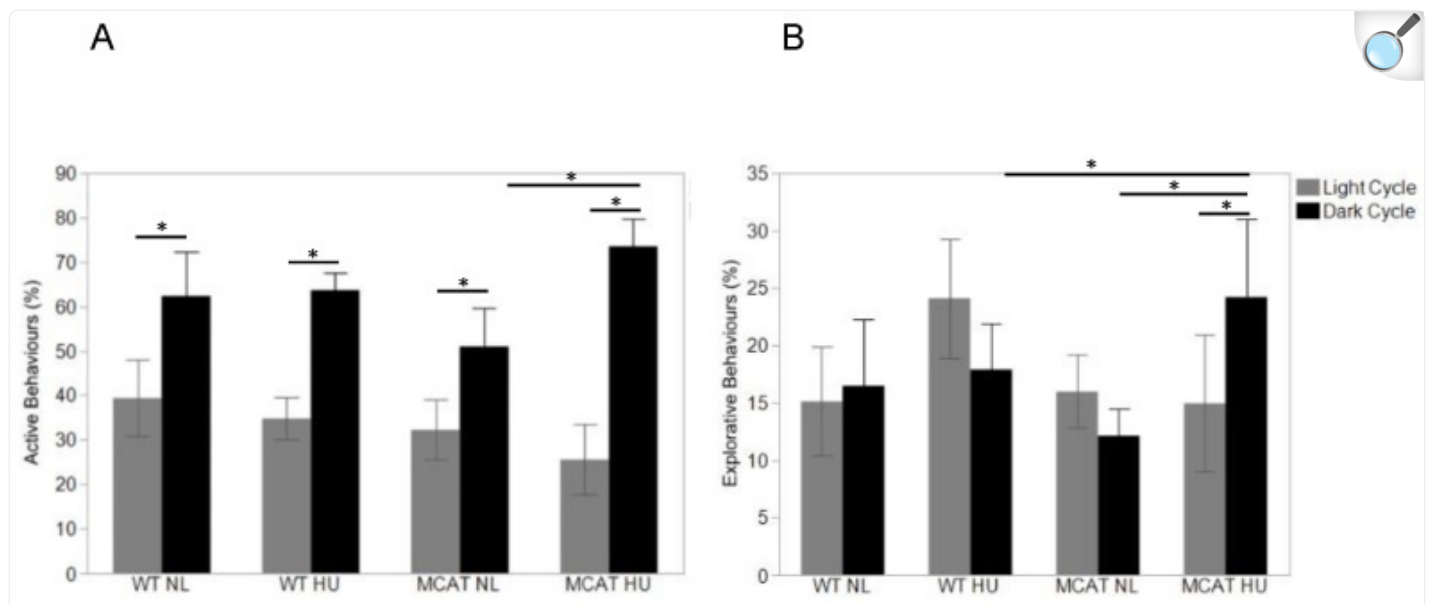 A
B
Active Behaviours (%)
90
80
70
60
50
40
30
20
10
0
*
*
*
*
*
WT NL
WT HU
MCAT NL
MCAT HU
Explorative Behaviours (%)
35
30
25
20
15
10
5
0
*
*
*
WT NL
WT HU
MCAT NL
MCAT HU
Light Cycle
Dark Cycle